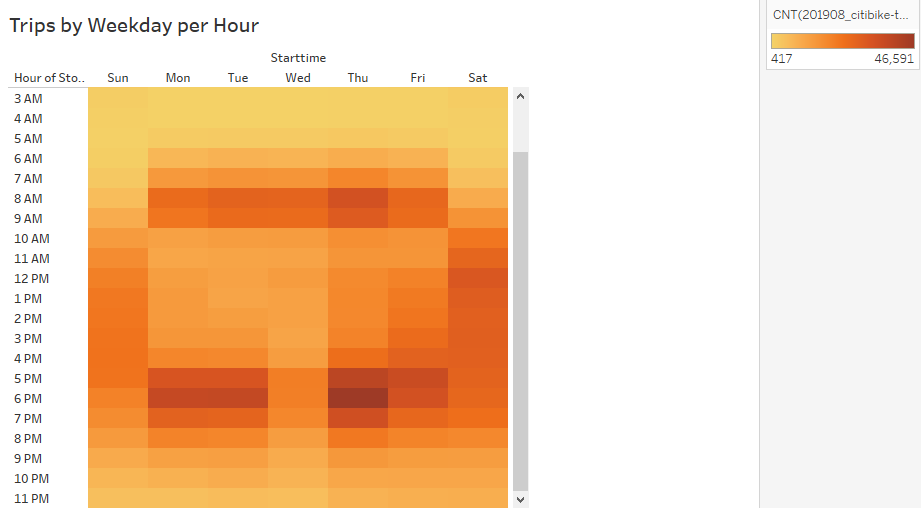 Trips by Weekday per Hour
CNT(201908_citibike-t...
417 46,591
Starttime
Hour of Sto.. Sun Mon Tue Wed Thu Fri Sat
3 AM
4 AM
5 AM
6 AM
7 AM
8 AM
9 AM
10 AM
11 AM
12 PM
1 PM
2 PM
3 PM
4 PM
5 PM
6 PM
7 PM
8 PM
9 PM
10 PM
11 PM